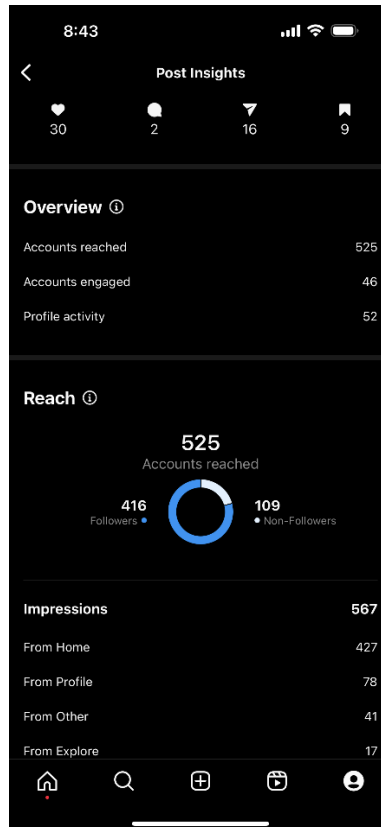 8:43
Post Insights
30 2 16 9
Overview
Accounts reached 525
Accounts engaged 46
Profile activity 52
Reach
525
Accounts reached
416 109
Followers Non-Followers
Impressions 567
From Home 427
From Profile 78
From Other 41
From Explore 17